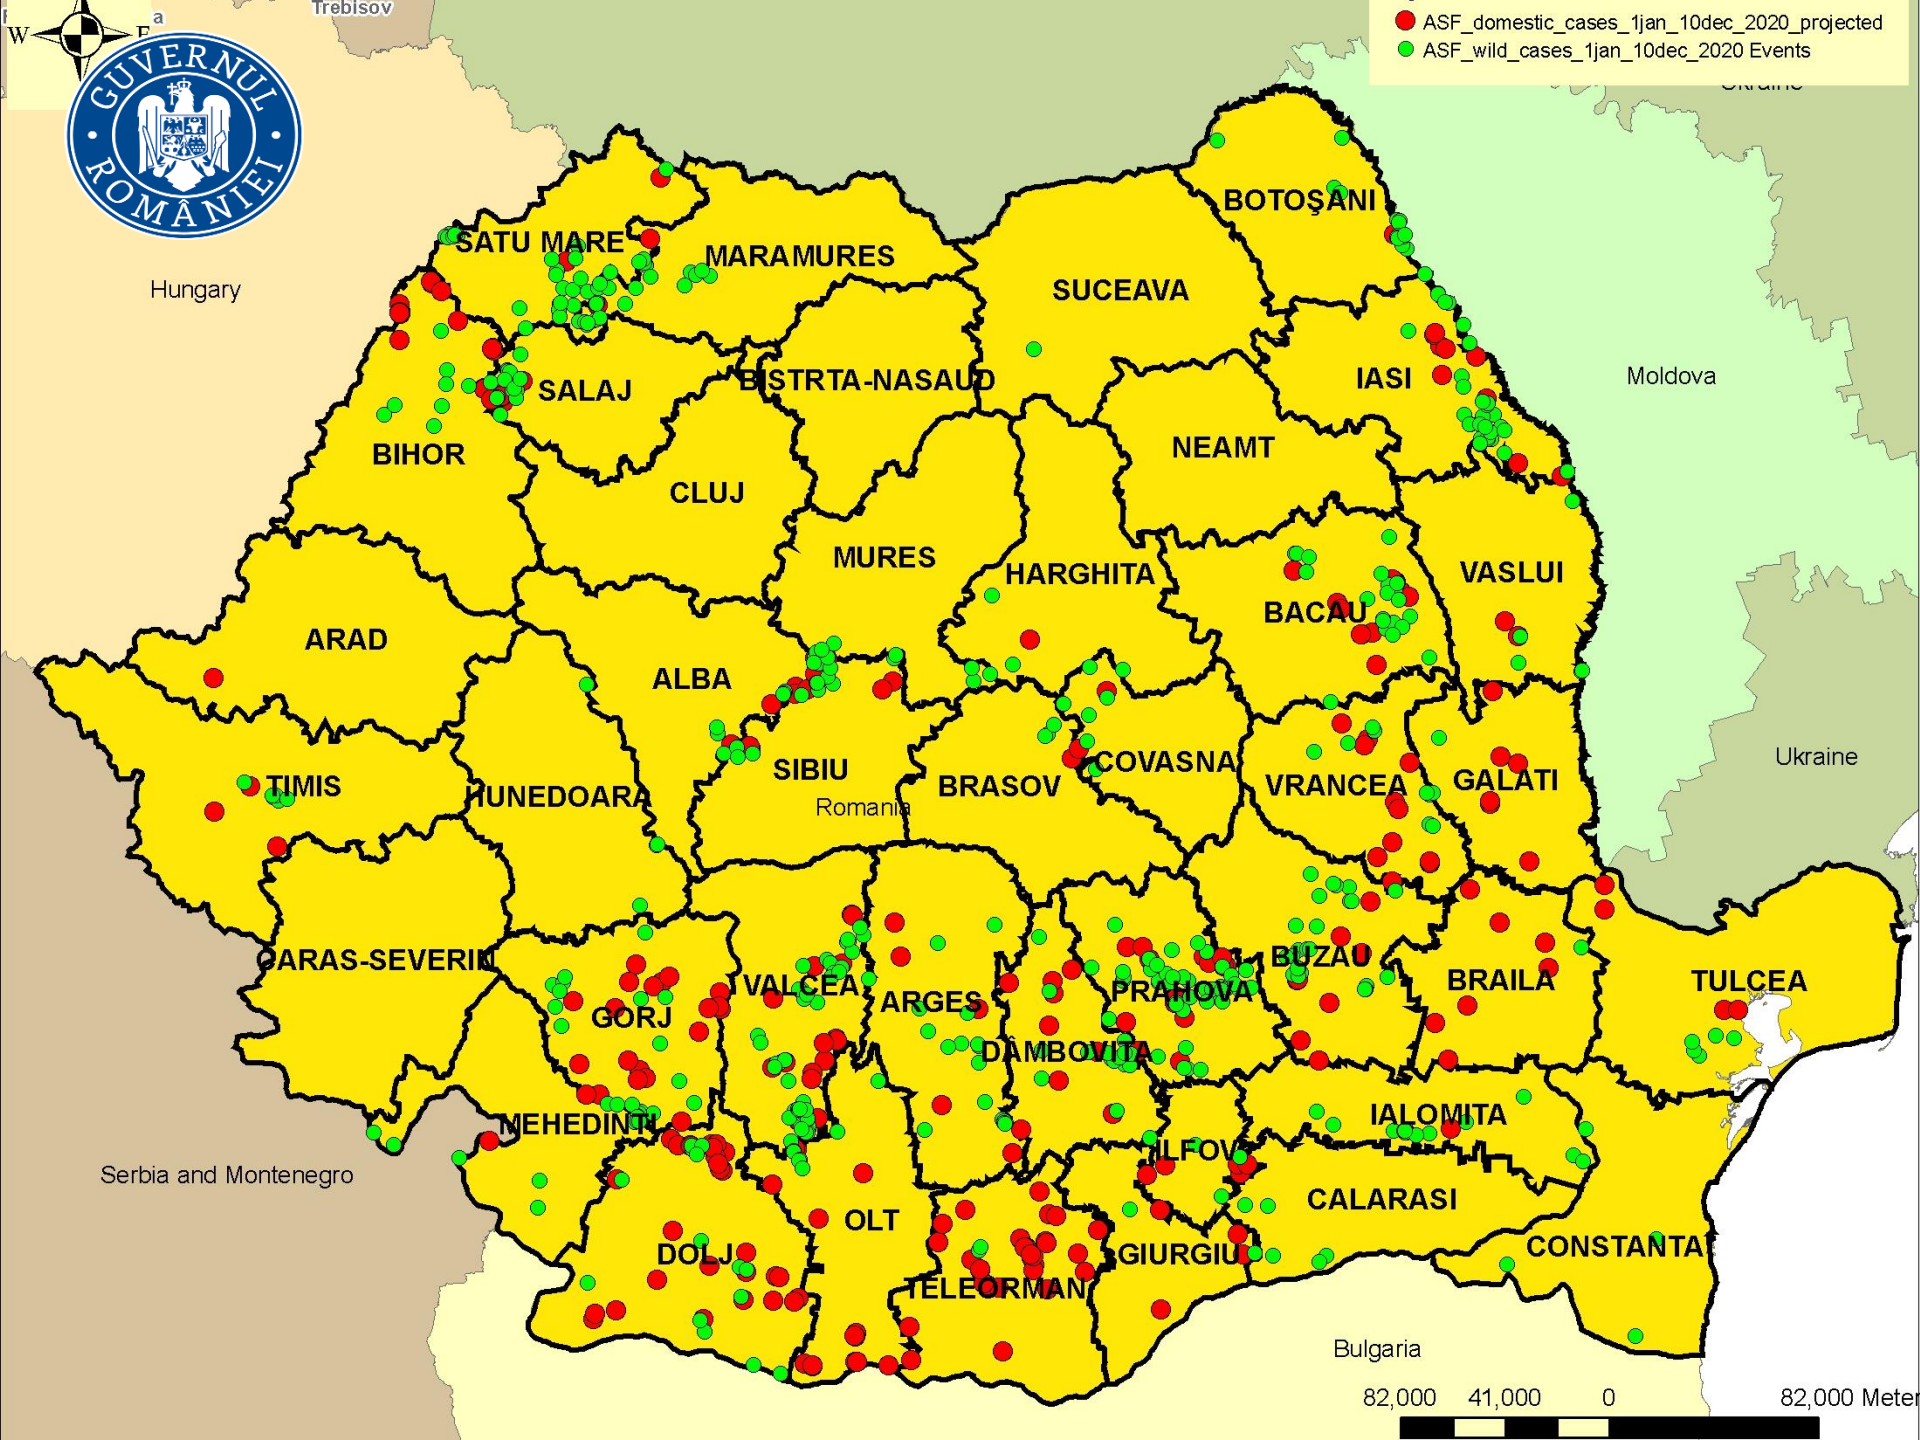 Trebisov
a
W
E
GUVERNUL
ROMÂNIEI
ASF_domestic_cases_1jan_10dec_2020_projected
ASF_wild_cases_1jan_10dec_2020 Events
Ukraine
BOTOŞANI
SATU MARE
MARAMURES
Hungary
SUCEAVA
Moldova
IASI
BISTRTA-NASAUD
SALAJ
NEAMT
BIHOR
CLUJ
MURES
HARGHITA
VASLUI
BACAU
ARAD
ALBA
Ukraine
SIBIU
COVASNA
GALATI
TIMIS
BRASOV
VRANCEA
HUNEDOARA
Romania
BUZAU
CARAS-SEVERIN
VALCEA
PRAHOVA
BRAILA
TULCEA
ARGES
GORJ
DÂMBOVITA
IALOMITA
MEHEDINTI
ILFOV
Serbia and Montenegro
CALARASI
OLT
CONSTANTA
DOLJ
GIURGIU
TELEORMAN
Bulgaria
82,000 41,000 0 82,000 Meter